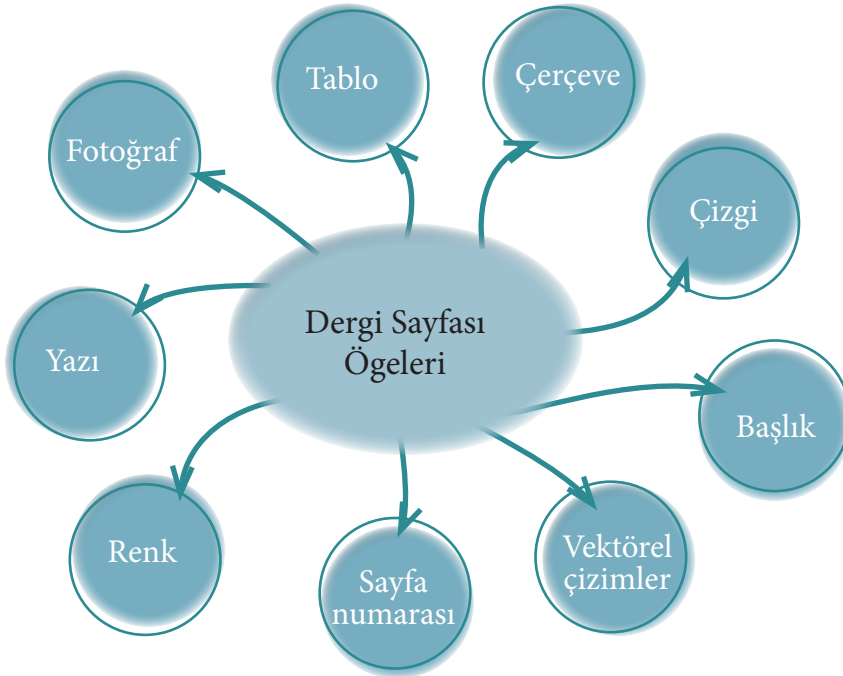 Tablo
Çerçeve
Fotoğraf
Çizgi
Dergi Sayfası
Ögeleri
Yazı
Başlık
Renk
Sayfa
numarası
Vektörel
çizimler